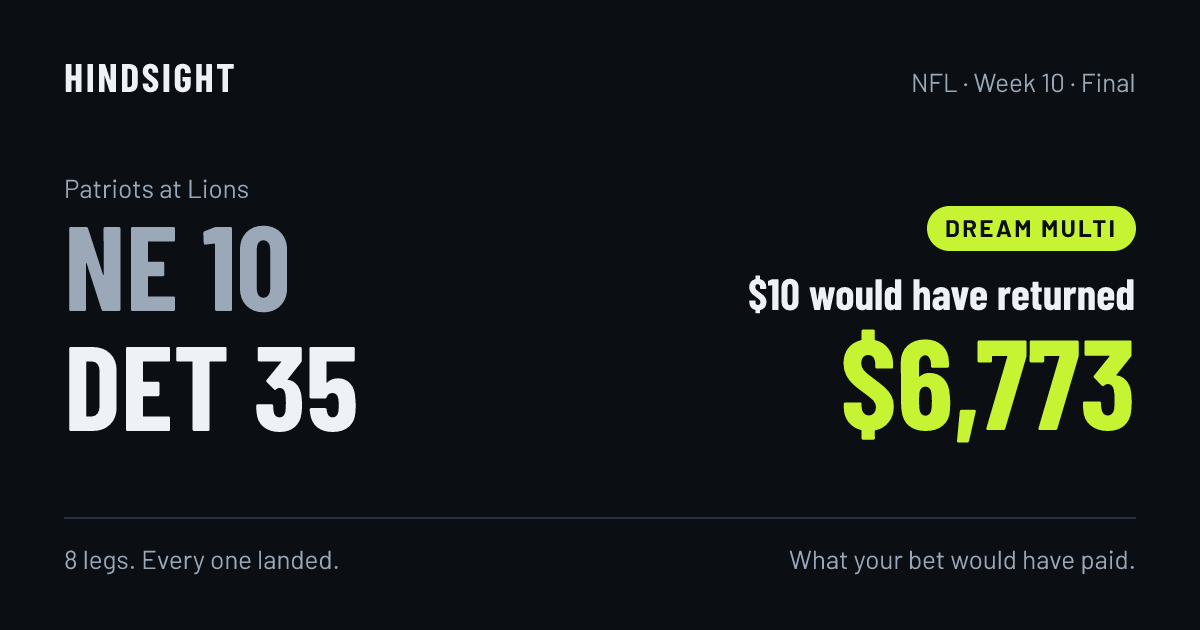 HINDSIGHT
NFL · Week 10 · Final
Patriots at Lions
NE 10
DET 35
DREAM MULTI
$10 would have returned
$6,773
8 legs. Every one landed.
What your bet would have paid.